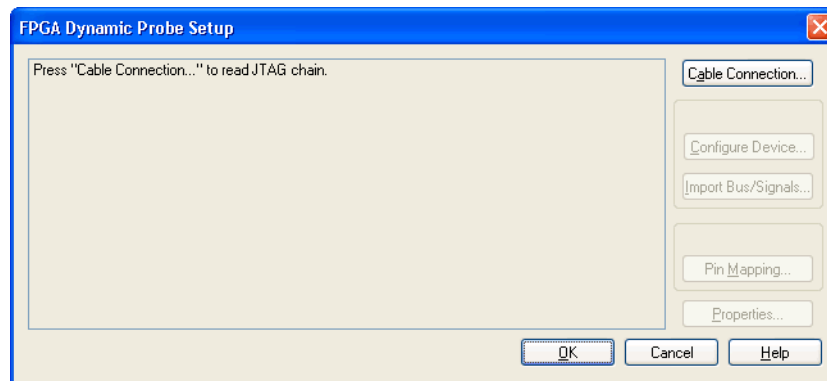 FPGA Dynamic Probe Setup
Press "Cable Connection..." to read JTAG chain.
Cable Connection...
Configure Device...
Import Bus/Signals...
Pin Mapping...
Properties...
OK Cancel Help